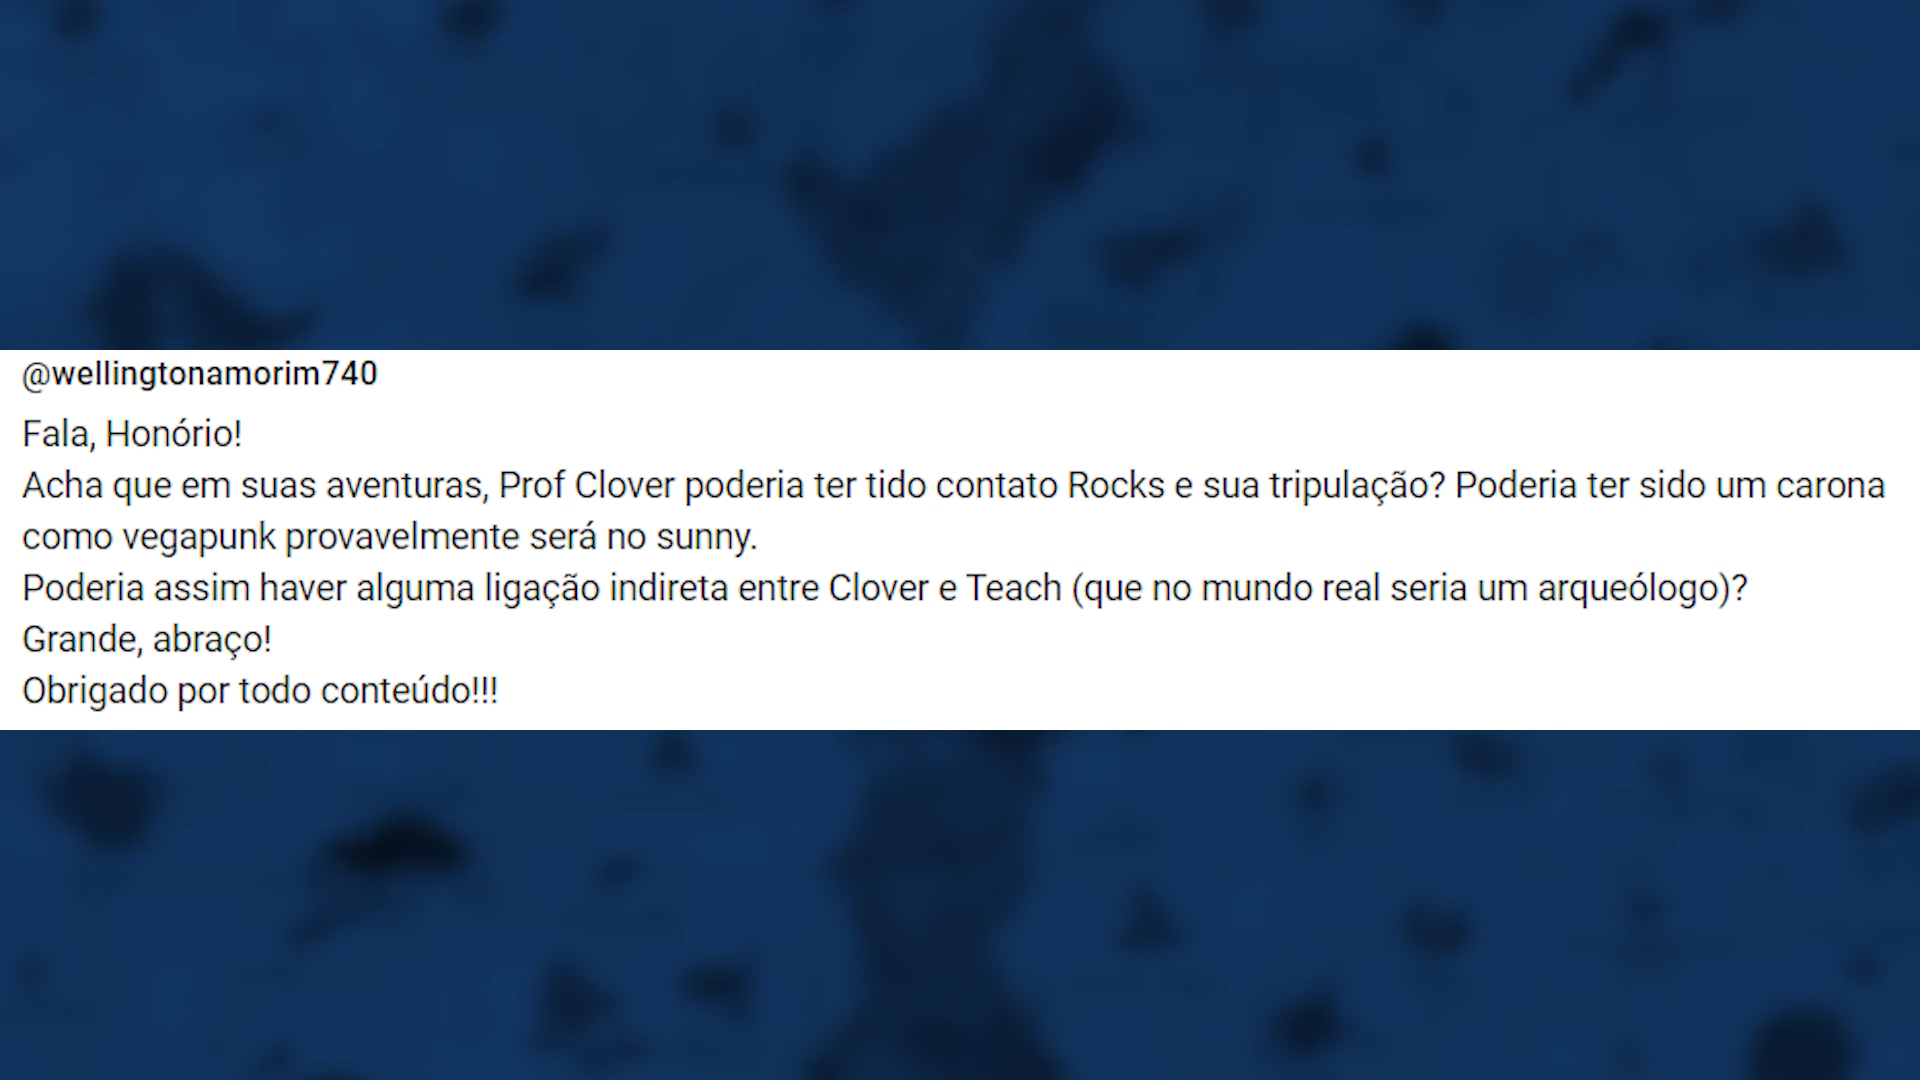 @wellingtonamorim740
Fala, Honório!
Acha que em suas aventuras, Prof Clover poderia ter tido contato Rocks e sua tripulação? Poderia ter sido um carona
como vegapunk provavelmente será no sunny.
Poderia assim haver alguma ligação indireta entre Clover e Teach (que no mundo real seria um arqueólogo)?
Grande, abraço!
Obrigado por todo conteúdo!!!